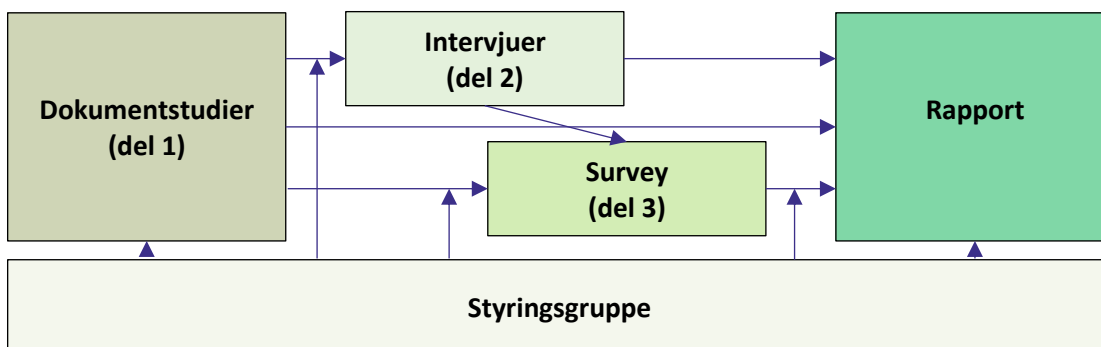 Dokumentstudier
(del 1)
Intervjuer
(del 2)
Survey
(del 3)
Rapport
Styringsgruppe